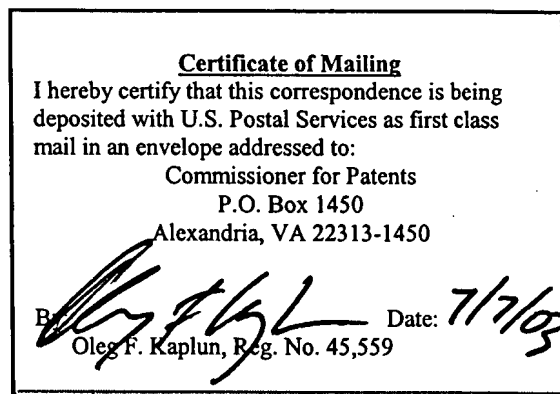 Certificate of Mailing
I hereby certify that this correspondence is being
deposited with U.S. Postal Services as first class
mail in an envelope addressed to:
Commissioner for Patents
P.O. Box 1450
Alexandria, VA 22313-1450
By Date: 7/7/03
Oleg F. Kaplun, Reg. No. 45,559